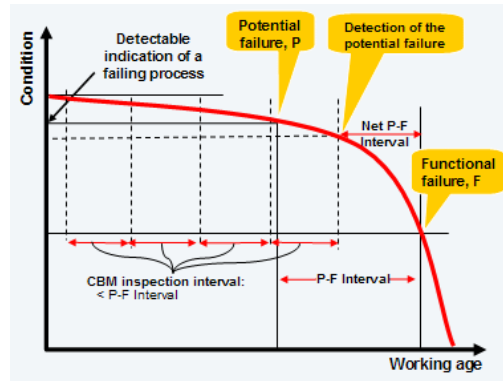 Condition
Detectable
indication of a
failing process
Potential
failure, P
Detection of the
potential failure
Net P-F
Interval
Functional
failure, F
CBM inspection interval:
< P-F Interval
P-F Interval
Working age